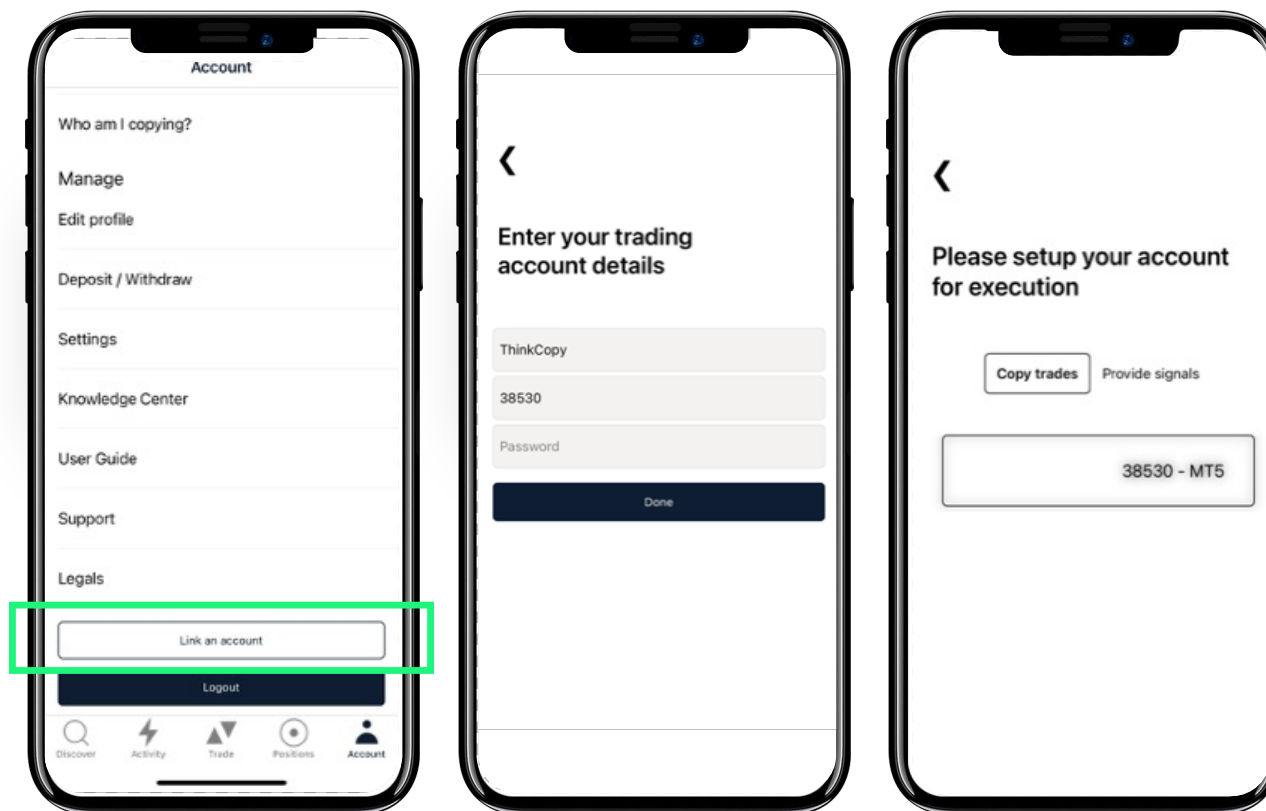 Account
Who am I copying?
Manage
Edit profile
Deposit / Withdraw
Settings
Knowledge Center
User Guide
Support
Legals
Link an account
Logout
Discover
Activity
Trade
Positions
Account
Enter your trading
account details
ThinkCopy
38530
Password
Done
Please setup your account
for execution
Copy trades
Provide signals
38530 - MT5